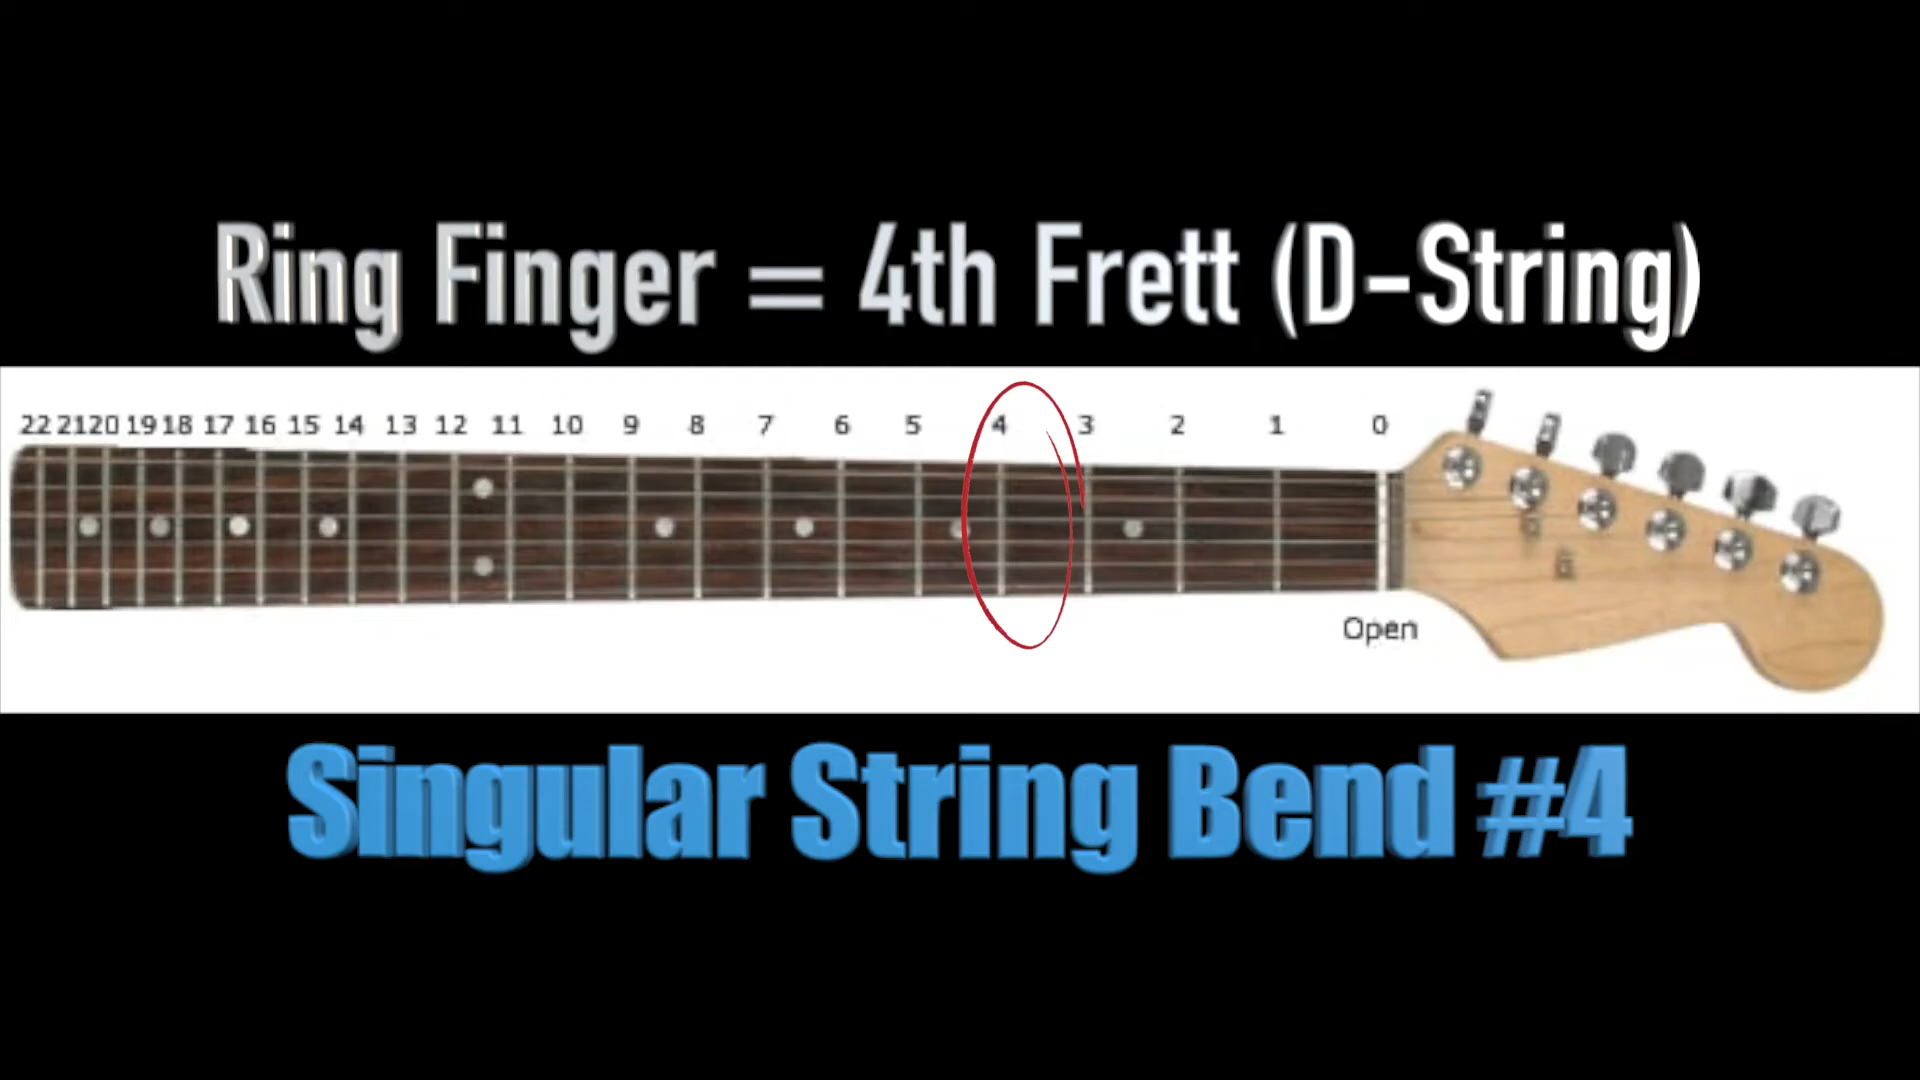 Ring Finger = 4th Frett (D-String)
22 21 20 19 18 17 16 15 14 13 12 11 10 9 8 7 6 5 4 3 2 1 0
Open
Singular String Bend #4